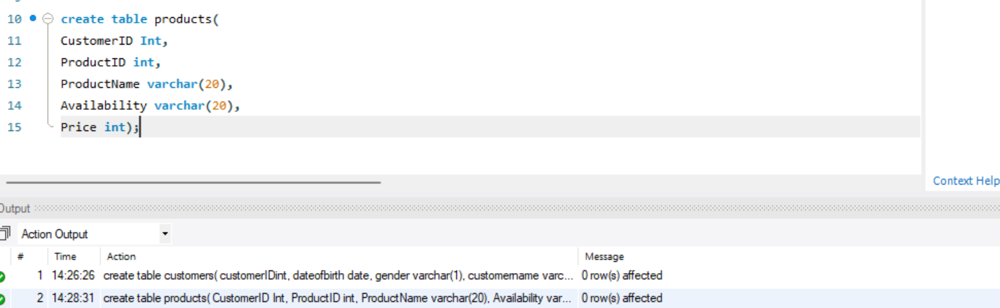 10 create table products(
11 CustomerID Int,
12 ProductID int,
13 ProductName varchar(20),
14 Availability varchar(20),
15 Price int);
Context Help
Output
Action Output
# Time Action Message
1 14:26:26 create table customers( customerIDint, dateofbirth date, gender varchar(1), customername varc... 0 row(s) affected
2 14:28:31 create table products( CustomerID Int, ProductID int, ProductName varchar(20), Availability var... 0 row(s) affected